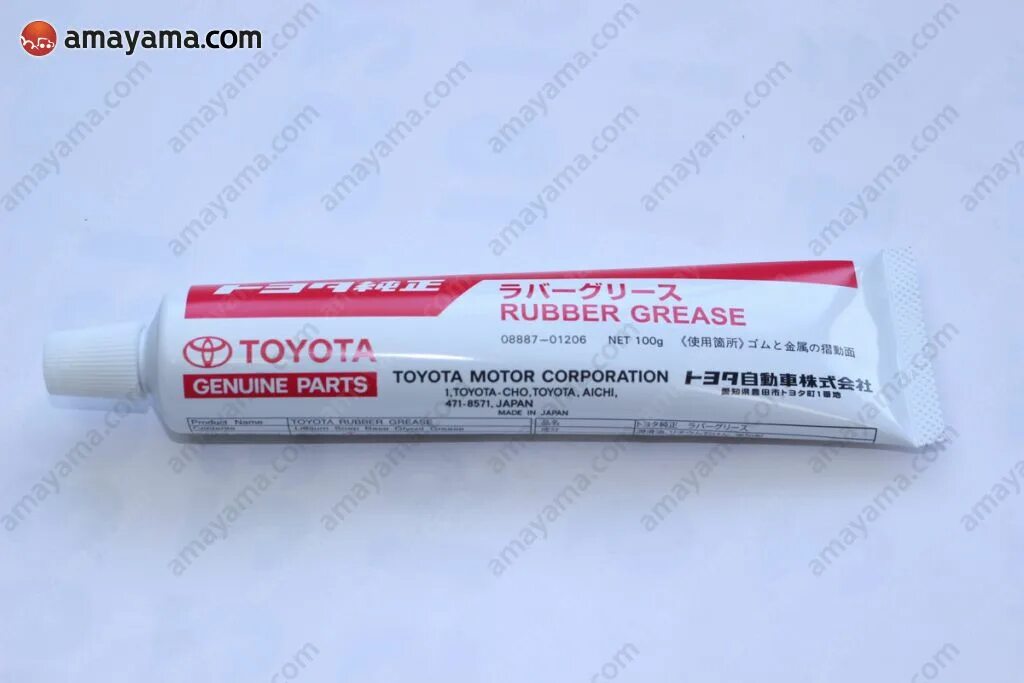 amayama.com
トヨタ純正
ラバーグリース
RUBBER GREASE
08887-01206 NET 100g 《使用箇所》ゴムと金属の摺動面
TOYOTA
GENUINE PARTS
TOYOTA MOTOR CORPORATION
1,TOYOTA-CHO,TOYOTA, AICHI,
471-8571, JAPAN
MADE IN JAPAN
トヨタ自動車株式会社
愛知県豊田市トヨタ町1番地
Product Name TOYOTA RUBBER GREASE 品名 トヨタ純正 ラバーグリース
Contents Lithium Soap Base Glycol Grease 成分